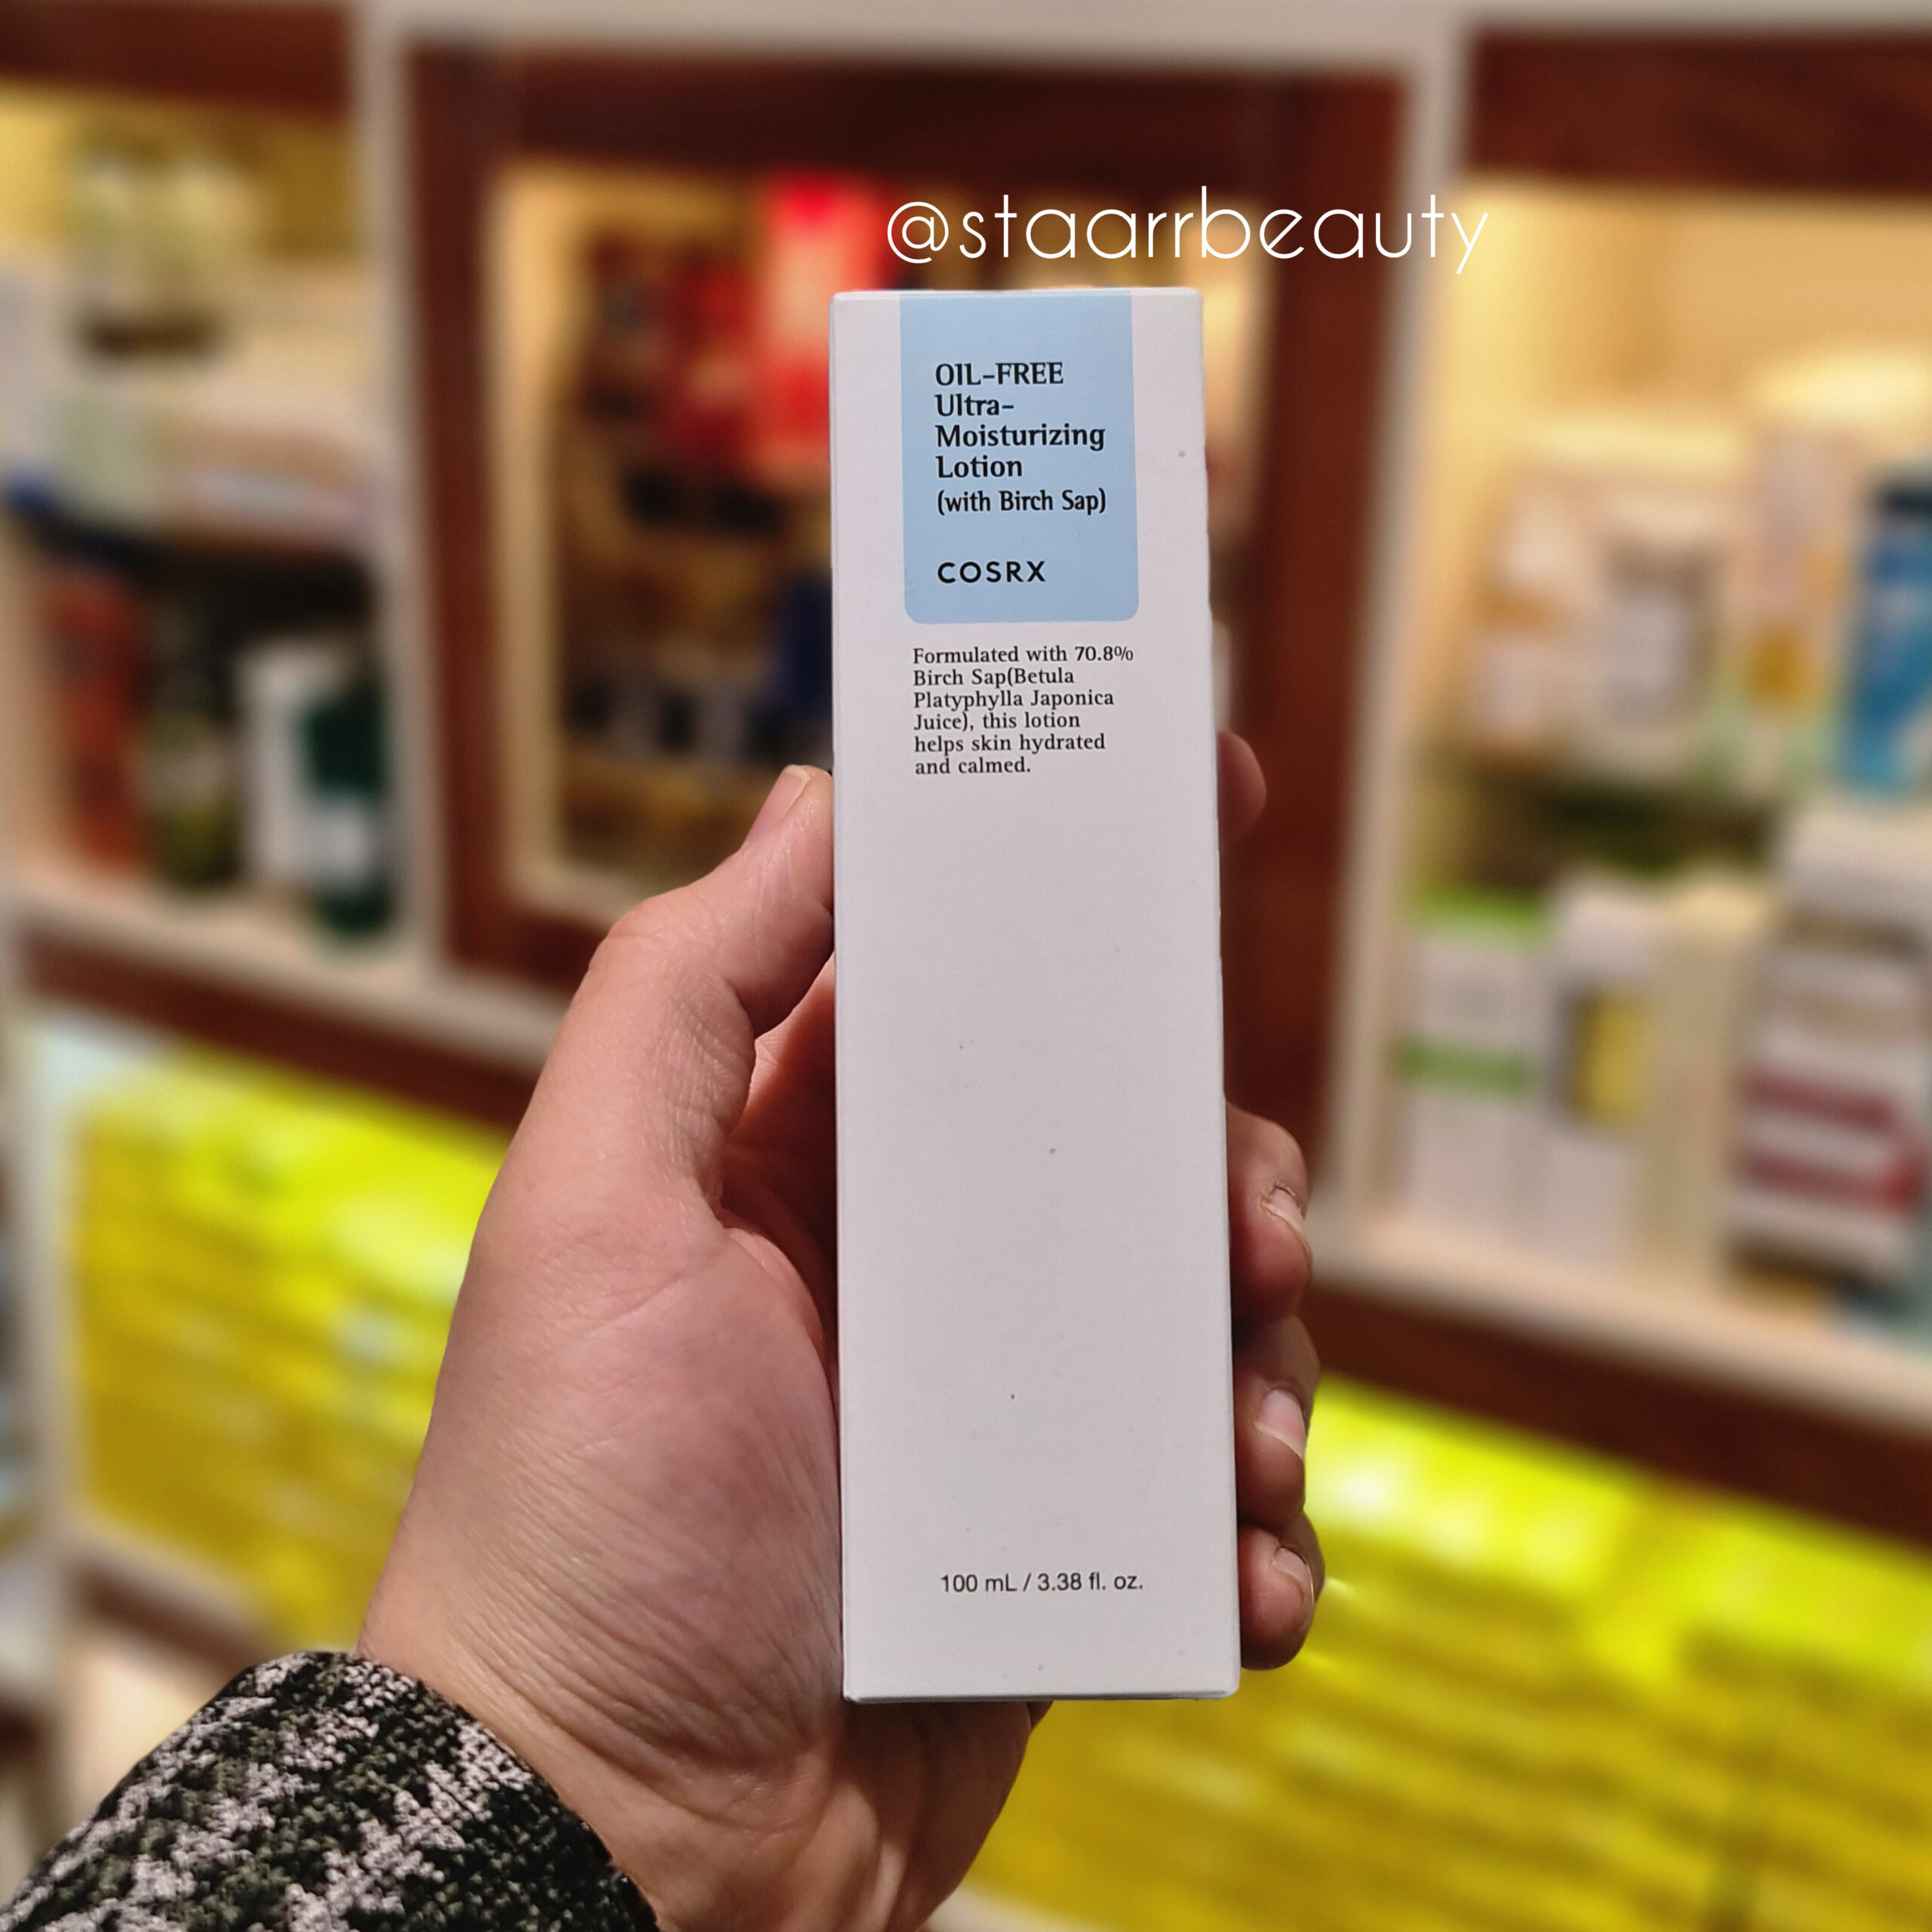 @staarrbeauty
OIL-FREE
Ultra-
Moisturizing
Lotion
(with Birch Sap)
COSRX
Formulated with 70.8%
Birch Sap(Betula
Platyphylla Japonica
Juice), this lotion
helps skin hydrated
and calmed.
100 mL / 3.38 fl. oz.